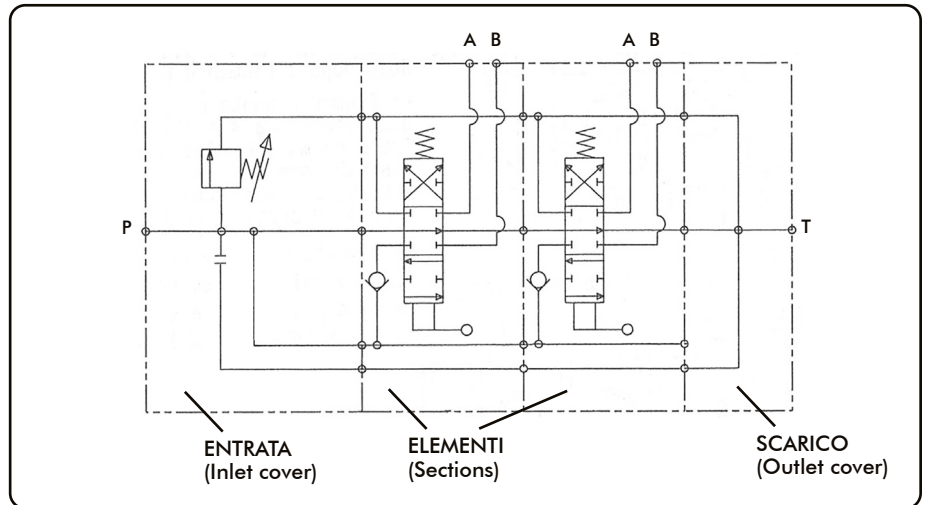 A B A B
P T
ENTRATA
(Inlet cover)
ELEMENTI
(Sections)
SCARICO
(Outlet cover)